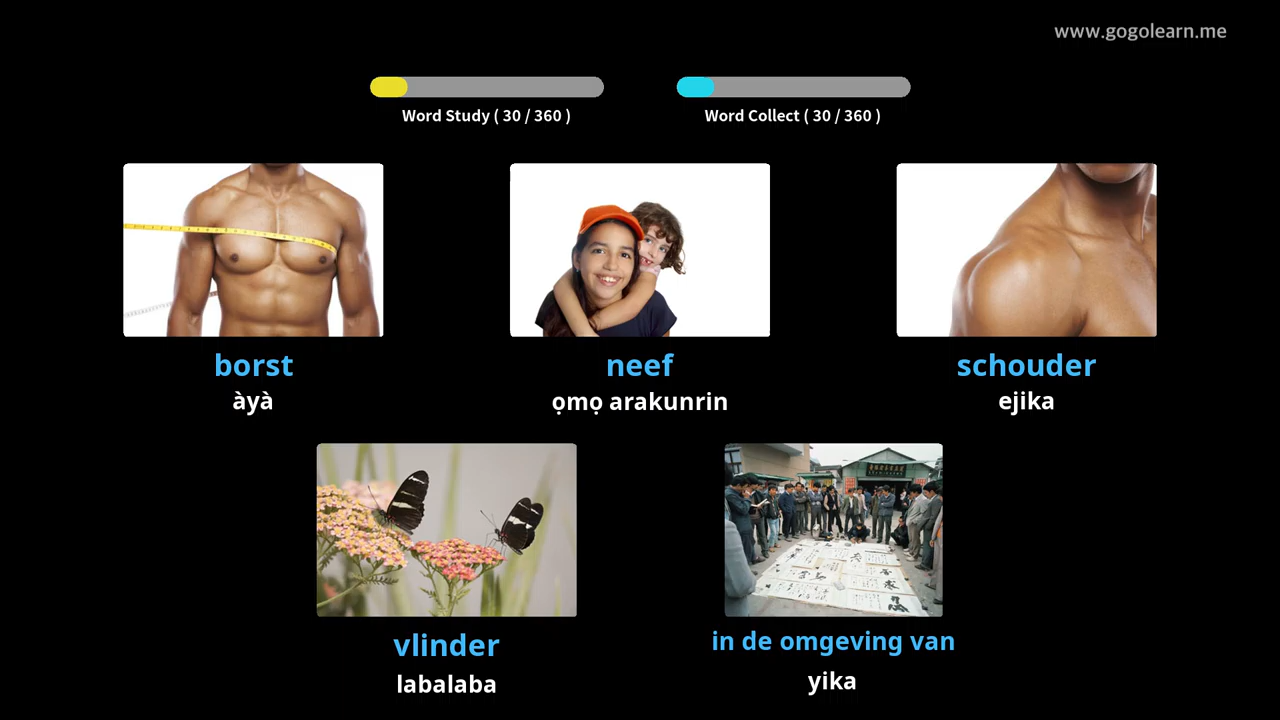 www.gogolearn.me
Word Study ( 30 / 360 )
Word Collect ( 30 / 360 )
borst
neef
schouder
àyà
ọmọ arakunrin
ejika
vlinder
in de omgeving van
labalaba
yika